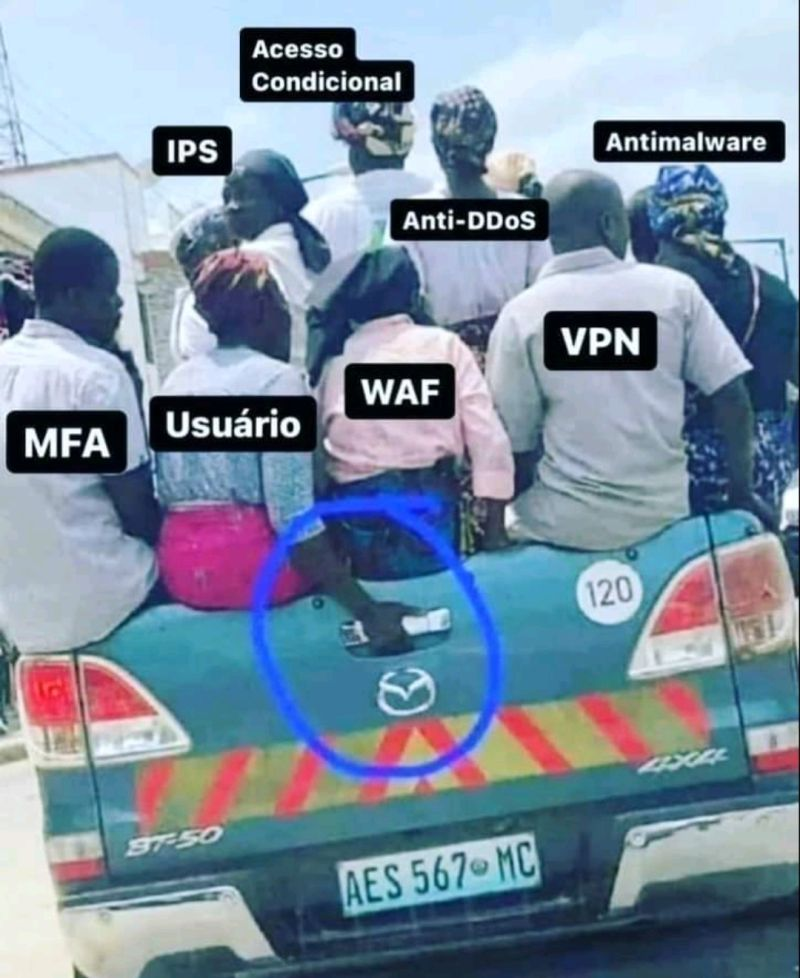 Acesso
Condicional
IPS
Antimalware
Anti-DDoS
VPN
WAF
Usuário
MFA
120
4X4
BT-50
AES 567 MC